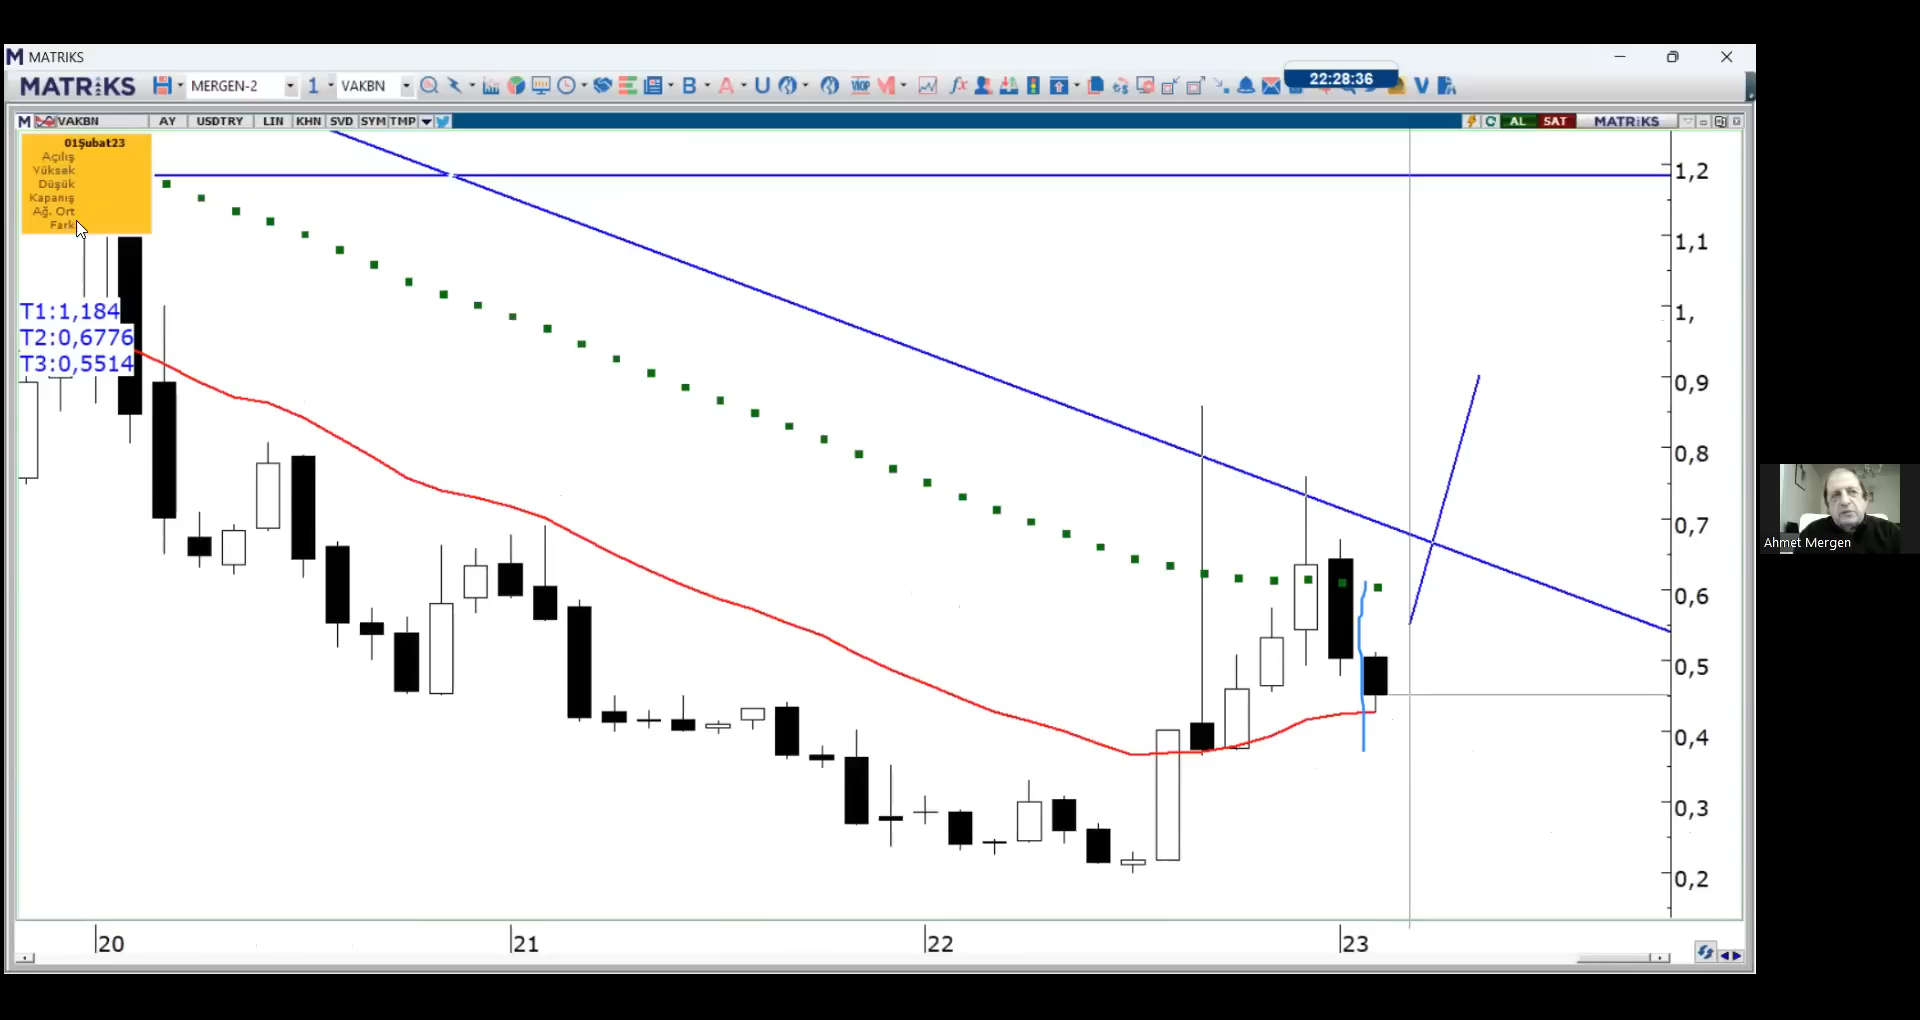 MATRIKS
MATRiKS MERGEN-2 1 VAKBN B A U fx VIOP M V 22:28:36
M VAKBN AY USDTRY LIN KHN SVD SYM TMP AL SAT MATRiKS
01Şubat23
Açılış
Yüksek
Düşük
Kapanış
Ağ. Ort
Fark
T1:1,184
T2:0,6776
T3:0,5514
1,2
1,1
1,
0,9
0,8
0,7
0,6
0,5
0,4
0,3
0,2
20 21 22 23
Ahmet Mergen